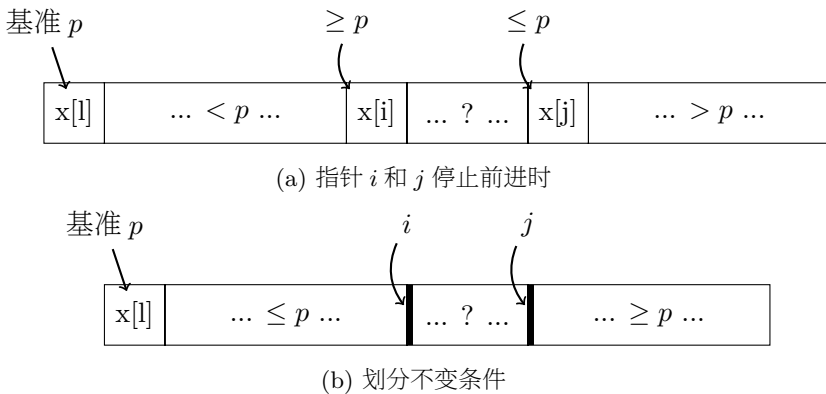 基准 p ≥ p ≤ p
x[l] ... < p ... x[i] ... ? ... x[j] ... > p ...
(a) 指针 i 和 j 停止前进时
基准 p i j
x[l] ... ≤ p ... ... ? ... ... ≥ p ...
(b) 划分不变条件